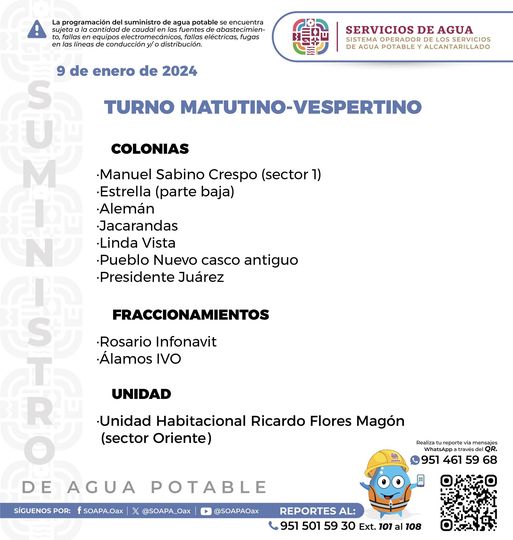 La programación del suministro de agua potable se encuentra
sujeta a la cantidad de caudal en las fuentes de abastecimien-
to, fallas en equipos electromecánicos, fallas eléctricas, fugas
en las líneas de conducción y/ o distribución.
SERVICIOS DE AGUA
SISTEMA OPERADOR DE LOS SERVICIOS
DE AGUA POTABLE Y ALCANTARILLADO
9 de enero de 2024
TURNO MATUTINO-VESPERTINO
COLONIAS
·Manuel Sabino Crespo (sector 1)
·Estrella (parte baja)
·Alemán
·Jacarandas
·Linda Vista
·Pueblo Nuevo casco antiguo
·Presidente Juárez
FRACCIONAMIENTOS
·Rosario Infonavit
·Álamos IVO
UNIDAD
·Unidad Habitacional Ricardo Flores Magón
(sector Oriente)
SUMINISTRO
DE AGUA POTABLE
Realiza tu reporte vía mensajes
WhatsApp a través del QR.
951 461 59 68
SÍGUENOS POR: SOAPA.Oax | @SOAPA_Oax | @SOAPAOax
REPORTES AL:
951 501 59 30 Ext. 101 al 108